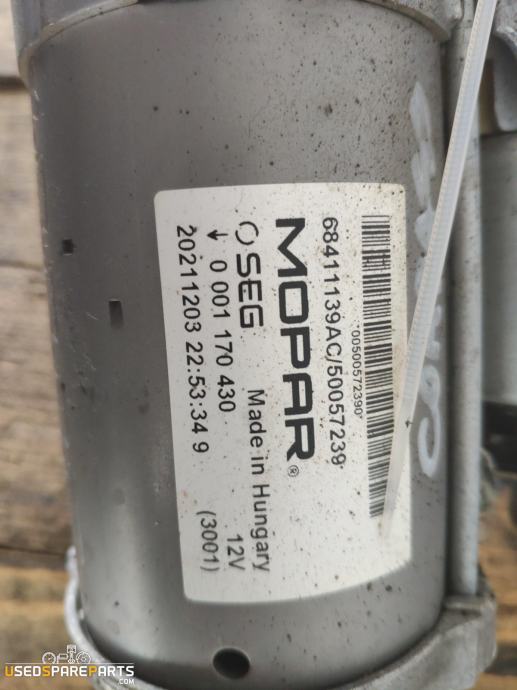 *00500572390*
68411139AC/50057239
MOPAR®
SEG Made in Hungary
0 001 170 430 12V
20211203 22:53:34 9 (3001)
USEDSPAREPARTS
.COM